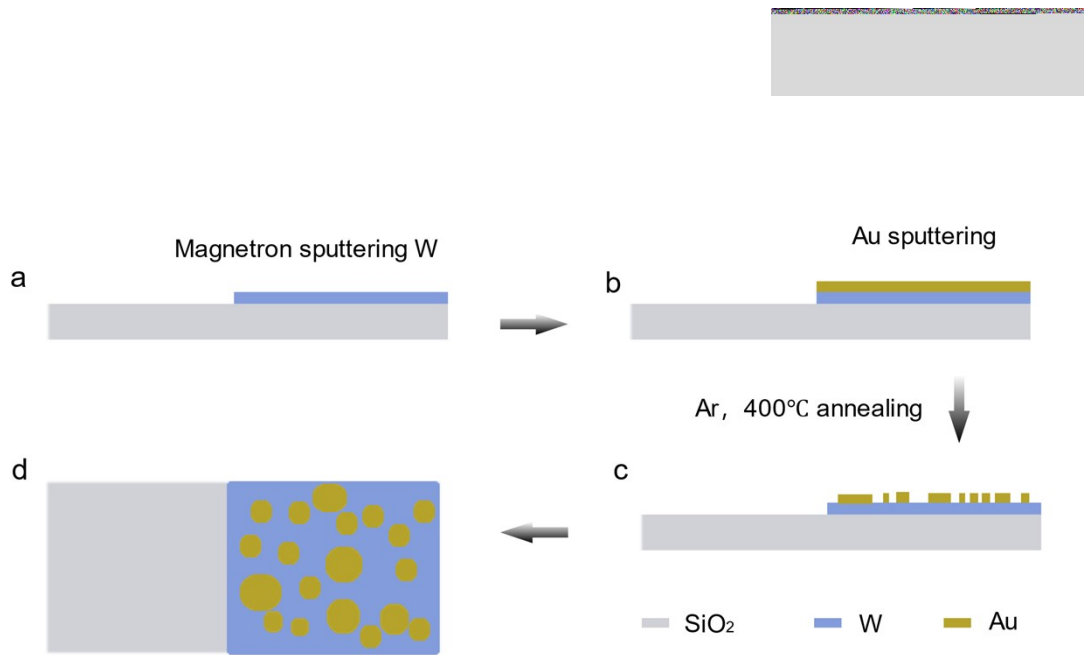 Magnetron sputtering W
Au sputtering
a
b
Ar, 400℃ annealing
d
c
SiO₂
W
Au